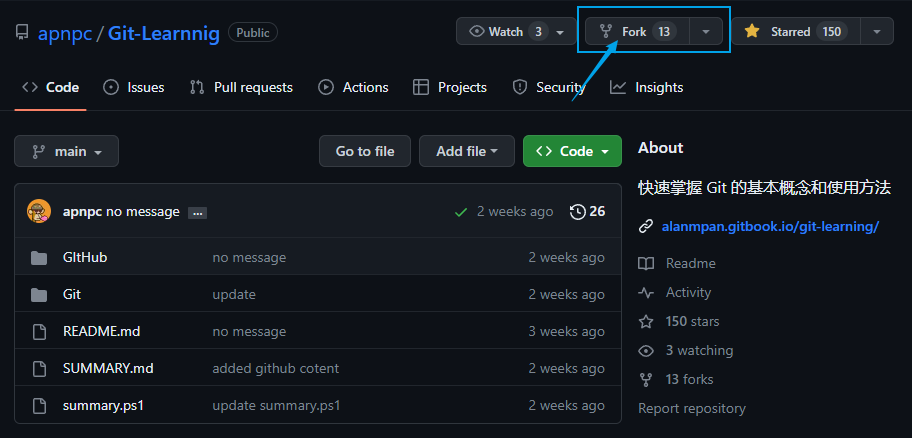 apnpc / Git-Learnnig Public Watch 3 Fork 13 Starred 150
Code Issues Pull requests Actions Projects Security Insights
main Go to file Add file Code
apnpc no message ... 2 weeks ago 26
GItHub no message 2 weeks ago
Git update 2 weeks ago
README.md no message 3 weeks ago
SUMMARY.md added github cotent 2 weeks ago
summary.ps1 update summary.ps1 2 weeks ago
About
快速掌握 Git 的基本概念和使用方法
alanmpan.gitbook.io/git-learning/
Readme
Activity
150 stars
3 watching
13 forks
Report repository